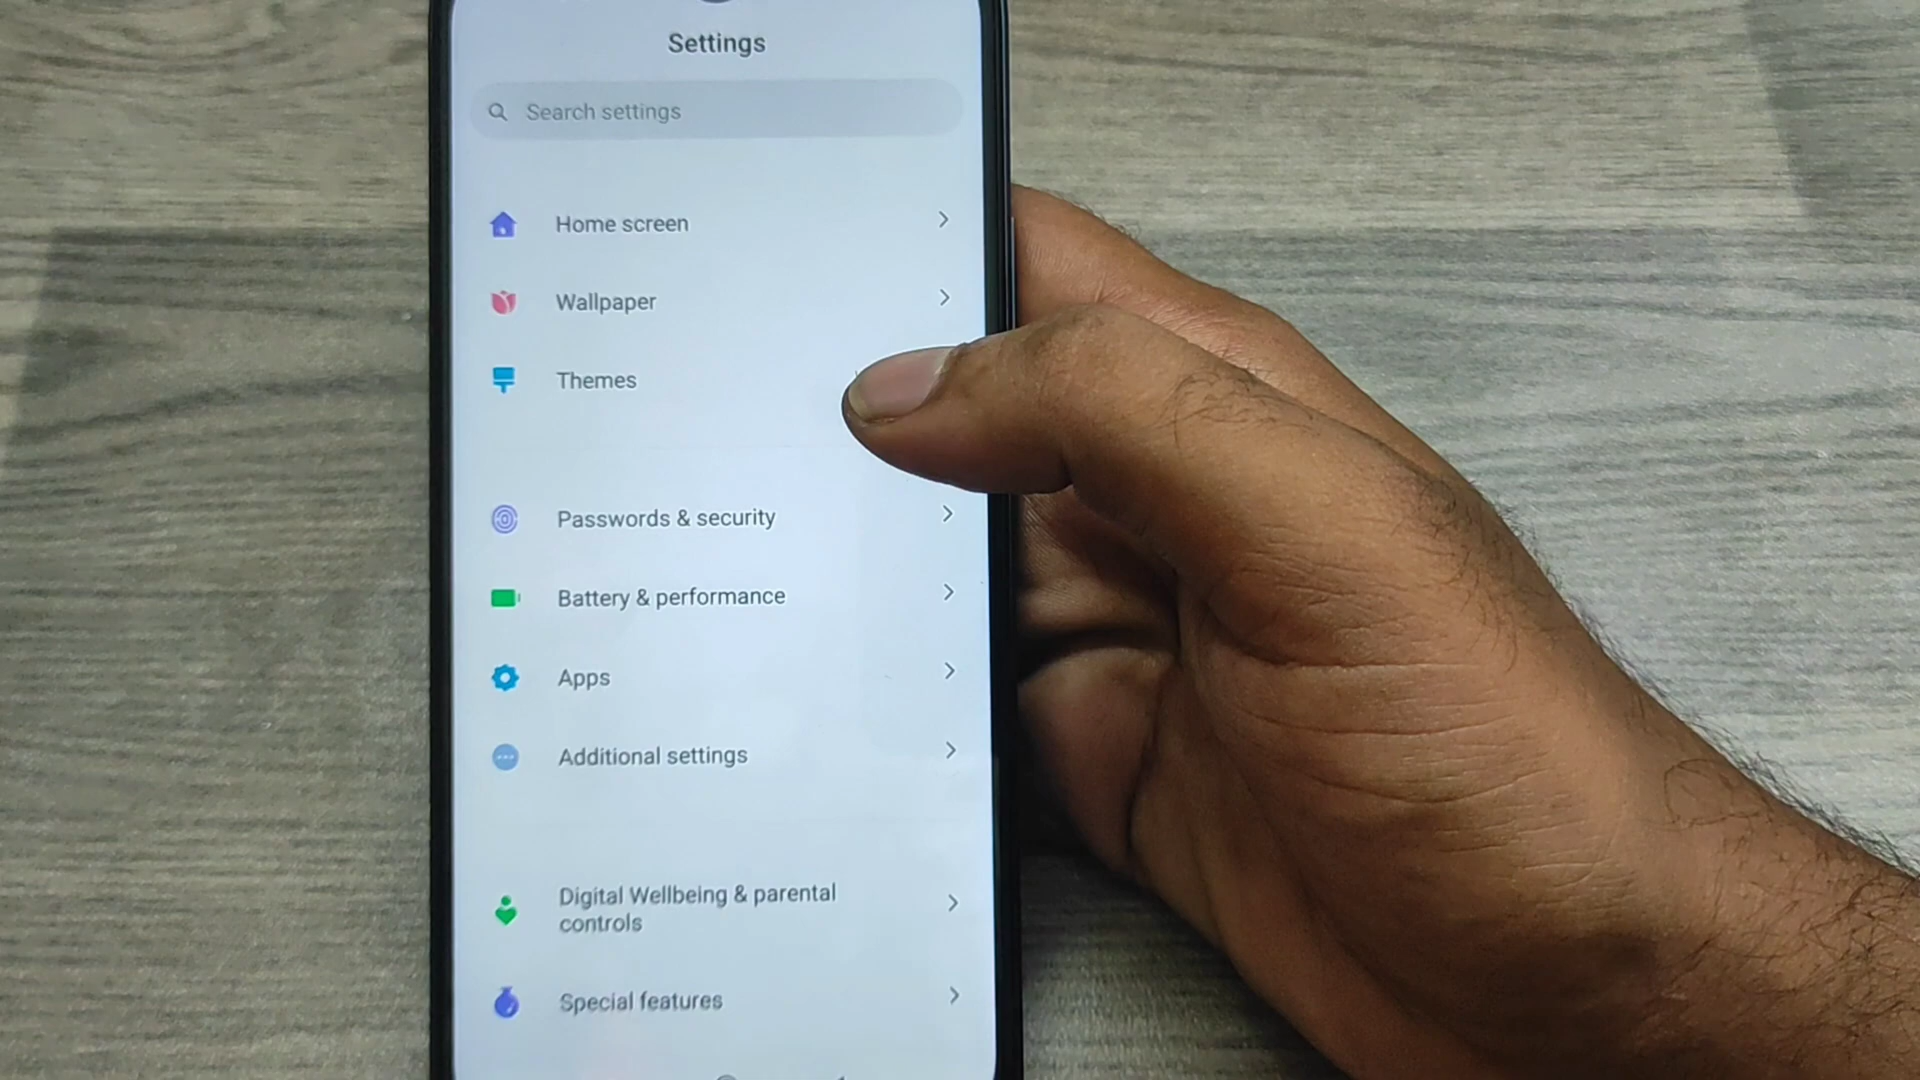 Settings
Search settings
Home screen
Wallpaper
Themes
Passwords & security
Battery & performance
Apps
Additional settings
Digital Wellbeing & parental
controls
Special features